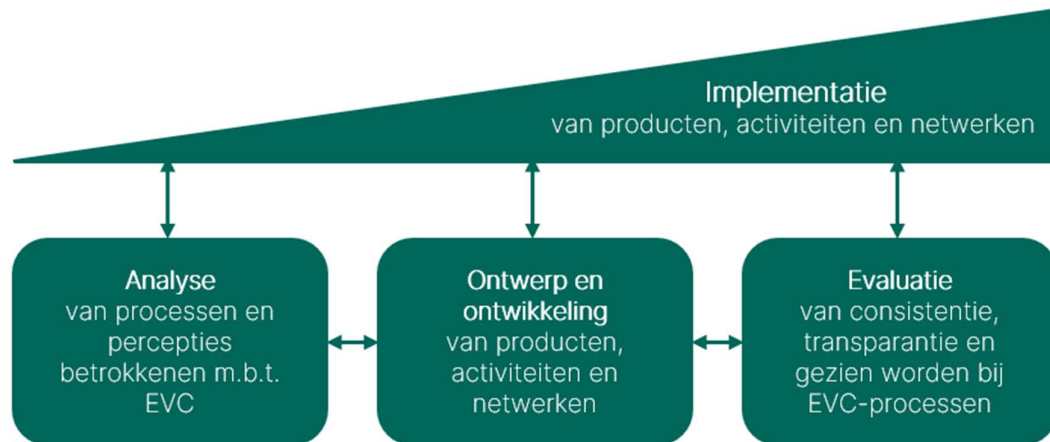 Implementatie
van producten, activiteiten en netwerken
Analyse
van processen en
percepties
betrokkenen m.b.t.
EVC
Ontwerp en
ontwikkeling
van producten,
activiteiten en
netwerken
Evaluatie
van consistentie,
transparantie en
gezien worden bij
EVC-processen